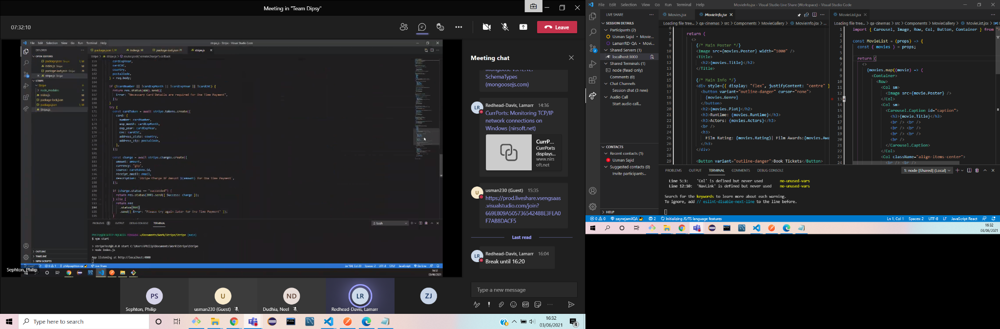 Meeting in "Team Dipsy"
07:32:10
Leave
File Edit Selection View Go Run Terminal Help
stripe.js - Stripe - Visual Studio Code
EXPLORER
OPEN EDITORS
package.json Stripe 1, M
index.js Stripe M
package-lock.json Stripe M
stripe.js Stripe
STRIPE
Stripe
node_modules
index.js M
package-lock.json M
package.json 1, M
Stripe.js
OUTLINE
TIMELINE
NPM SCRIPTS
package.json 1, M
index.js M
package-lock.json M
stripe.js
cardExpYear,
cardCVC,
country,
postalCode,
} = req.body;
if (!cardNumber || !cardExpMonth || !cardExpYear || !cardCVC) {
return res.status(400).send({
Error: "Necessary Card Details are required for One Time Payment",
});
}
try {
const cardToken = await stripe.tokens.create({
card: {
number: cardNumber,
exp_month: cardExpMonth,
exp_year: cardExpYear,
cvc: cardCVC,
address_state: country,
address_zip: postalCode,
},
});
const charge = await stripe.charges.create({
amount: amount,
currency: "gbp",
source: cardToken.id,
receipt_email: email,
description: `Stripe Charge Of Amount ${amount} for One Time Payment`,
});
if (charge.status == "succeeded") {
return res.status(200).send({ Success: charge });
} else {
return res
.status(400)
.send({ Error: "Please try again later for One Time Payment" });
}
PROBLEMS 1 OUTPUT DEBUG CONSOLE TERMINAL
2: bash
~/Documents/Work/Stripe/Stripe (main)
$ npm start
> stripeTest@1.0.0 start C:\Users\Philip\Documents\Work\Stripe\Stripe
> node Index.js
App listening at http://localhost:4000
philipsephton-qa
Live Share
Ln 194, Col 23 Spaces: 2 UTF-8 CRLF JavaScript Go Live
16:32
03/06/2021
Sephton, Philip
PS
Sephton, Philip
U
usman230 (Guest)
ND
Dudhia, Neel
LR
Redhead-Davis, Lamarr
ZJ
Meeting chat
SchemaTypes
(mongoosejs.com)
LR
Redhead-Davis, Lamarr 14:36
CurrPorts: Monitoring TCP/IP
network connections on
Windows (nirsoft.net)
CurrP...
CurrPorts
displays...
www.nirs
oft.net
U
usman230 (Guest) 15:35
https://prod.liveshare.vsengsaas
.visualstudio.com/join?
669E809A505736542488E3FEA0
F7AB8DACF5
Last read
LR
Redhead-Davis, Lamarr 16:04
Break until 16:20
Type a new message
GIF
Type here to search
16:32
03/06/2021
4
File Edit Selection View Go Run Terminal Help
MovieInfo.jsx - Visual Studio Live Share (Workspace) - Visual Studio Code
LIVE SHARE
SESSION DETAILS
Participants (2)
Usman Sajid • Movie...
LamarrRD-QA • Movi...
Shared Servers (1)
localhost:3000
Shared Terminals (1)
node (Read-only)
Comments (0)
Chat Channels
Session chat (3 new)
Audio Call
Start audio call...
CONTACTS
Recent contacts (1)
Usman Sajid
Suggested contacts (0)
Invite participants...
HELP
Movies.jsx
MovieInfo.jsx
Loading file tree... > qa-cinemas > src > Components > MovieGallery > MovieInfo.jsx > ...
6
7 return (
8 <>
9 {/* Main Poster */}
10 <Image src={movies.Poster} width="1000" />
11 <Title>
12 <h2>{movies.Title}</h2>
13 </Title>
14
15 {/* Main Info */}
16 <div style={{ display: "flex", justifyContent: "centre" }
17 <button variant="outline-danger" cursor="none">
18 {movies.Genre}
19 </button>
20 <h2>{movies.Plot}</h2>
21 <h3>Runtime: {movies.Runtime}</h3>
22 <h3>Actors: {movies.Actors}</h3>
23 <br />
24 <h3>
25 Film Rating: {movies.Rating}| Film Awards:{movies.Awa
26 </h3>
27 </div>
28
29 <Button variant="outline-danger">Book Tickets</Button>
MovieList.jsx
Loading file tree... > qa-cinemas > src > Components > MovieGallery > MovieList.jsx >
1 import { Carousel, Image, Row, Col, Button, Container } from
2
3 const MovieList = (props) => {
4 const { movies } = props;
5
6 return (
7 <>
8 {movies.map((movie) => (
9 <Container>
10 <Row>
11 <Col sm>
12 <Image src={movie.Poster} />
13 </Col>
14 <Col sm>
15 <Carousel.Caption id="caption">
16 <h3>{movie.Title}</h3>
17 <br /> <br />
18 <br /> <br />
19 <br /> <br />
20 <br />
21 </Carousel.Caption>
22 </Col>
23 <Col className="align-items-center">
24 <br /> <br />
PROBLEMS OUTPUT TERMINAL COMMENTS DEBUG CONSOLE
1: node [Shared] (Local)
Line 5:3: 'Col' is defined but never used no-unused-vars
Line 12:10: 'NavLink' is defined but never used no-unused-vars
Search for the keywords to learn more about each warning.
To ignore, add // eslint-disable-next-line to the line before.
0 0 zaynejamilQA 2 Initializing JS/TS language features
Ln 1, Col 1 Spaces: 2 UTF-8 LF JavaScript React
16:32
03/06/2021